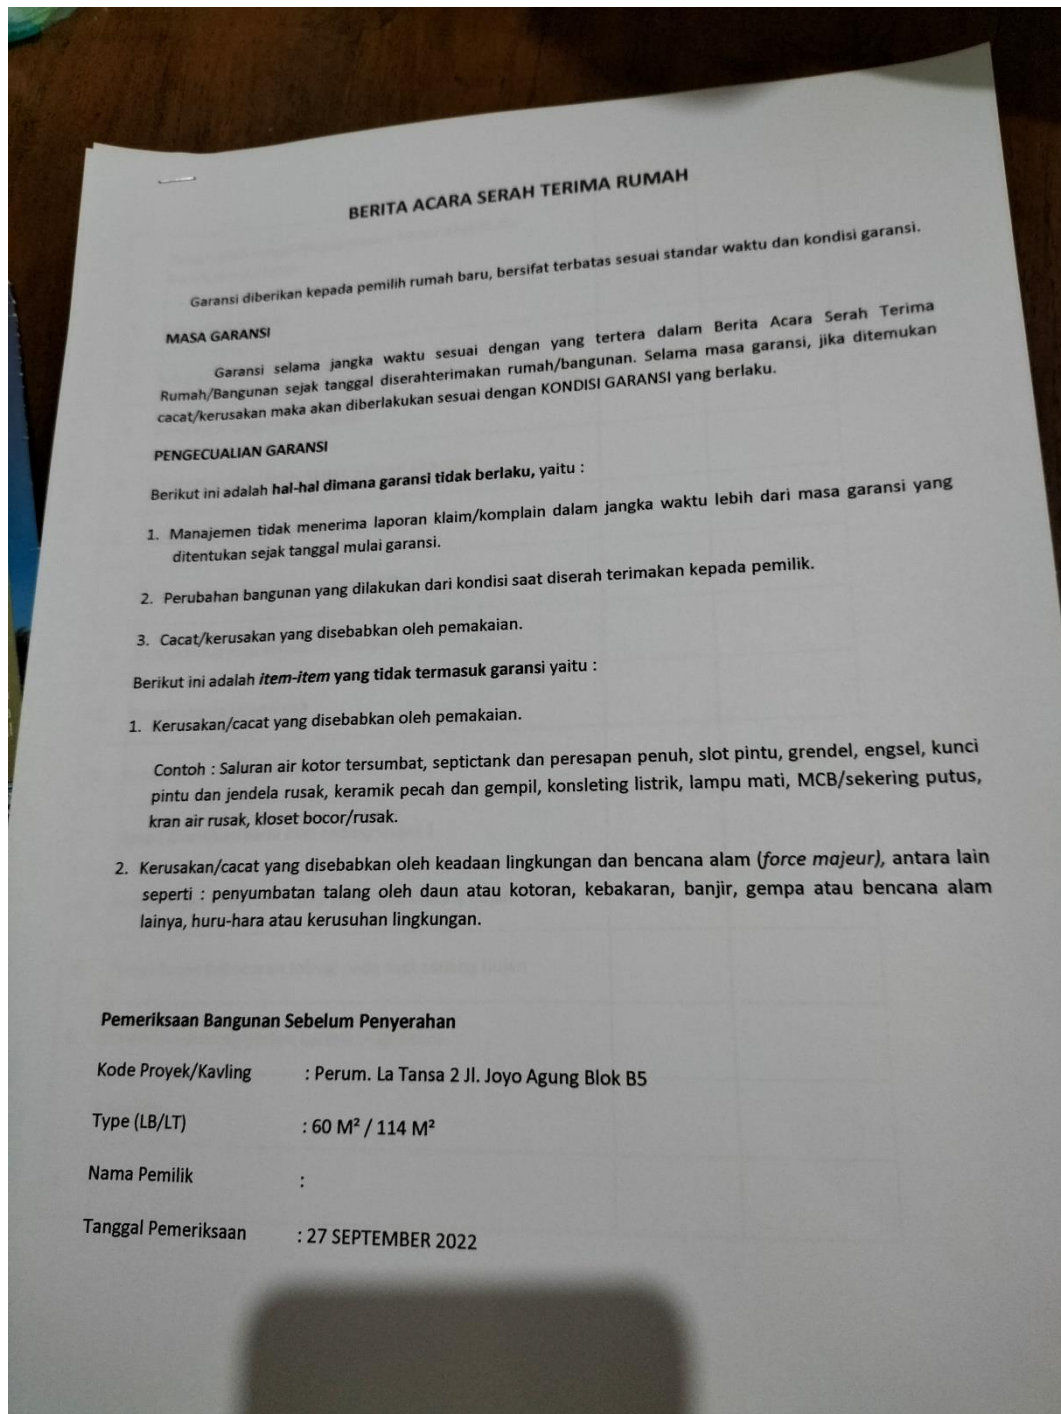 BERITA ACARA SERAH TERIMA RUMAH
Garansi diberikan kepada pemilih rumah baru, bersifat terbatas sesuai standar waktu dan kondisi garansi.
MASA GARANSI
Garansi selama jangka waktu sesuai dengan yang tertera dalam Berita Acara Serah Terima
Rumah/Bangunan sejak tanggal diserahterimakan rumah/bangunan. Selama masa garansi, jika ditemukan
cacat/kerusakan maka akan diberlakukan sesuai dengan KONDISI GARANSI yang berlaku.
PENGECUALIAN GARANSI
Berikut ini adalah hal-hal dimana garansi tidak berlaku, yaitu :
1. Manajemen tidak menerima laporan klaim/komplain dalam jangka waktu lebih dari masa garansi yang
ditentukan sejak tanggal mulai garansi.
2. Perubahan bangunan yang dilakukan dari kondisi saat diserah terimakan kepada pemilik.
3. Cacat/kerusakan yang disebabkan oleh pemakaian.
Berikut ini adalah item-item yang tidak termasuk garansi yaitu :
1. Kerusakan/cacat yang disebabkan oleh pemakaian.
Contoh : Saluran air kotor tersumbat, septictank dan peresapan penuh, slot pintu, grendel, engsel, kunci
pintu dan jendela rusak, keramik pecah dan gempil, konsleting listrik, lampu mati, MCB/sekering putus,
kran air rusak, kloset bocor/rusak.
2. Kerusakan/cacat yang disebabkan oleh keadaan lingkungan dan bencana alam (force majeur), antara lain
seperti : penyumbatan talang oleh daun atau kotoran, kebakaran, banjir, gempa atau bencana alam
lainya, huru-hara atau kerusuhan lingkungan.
Pemeriksaan Bangunan Sebelum Penyerahan
Kode Proyek/Kavling : Perum. La Tansa 2 Jl. Joyo Agung Blok B5
Type (LB/LT) : 60 M² / 114 M²
Nama Pemilik :
Tanggal Pemeriksaan : 27 SEPTEMBER 2022